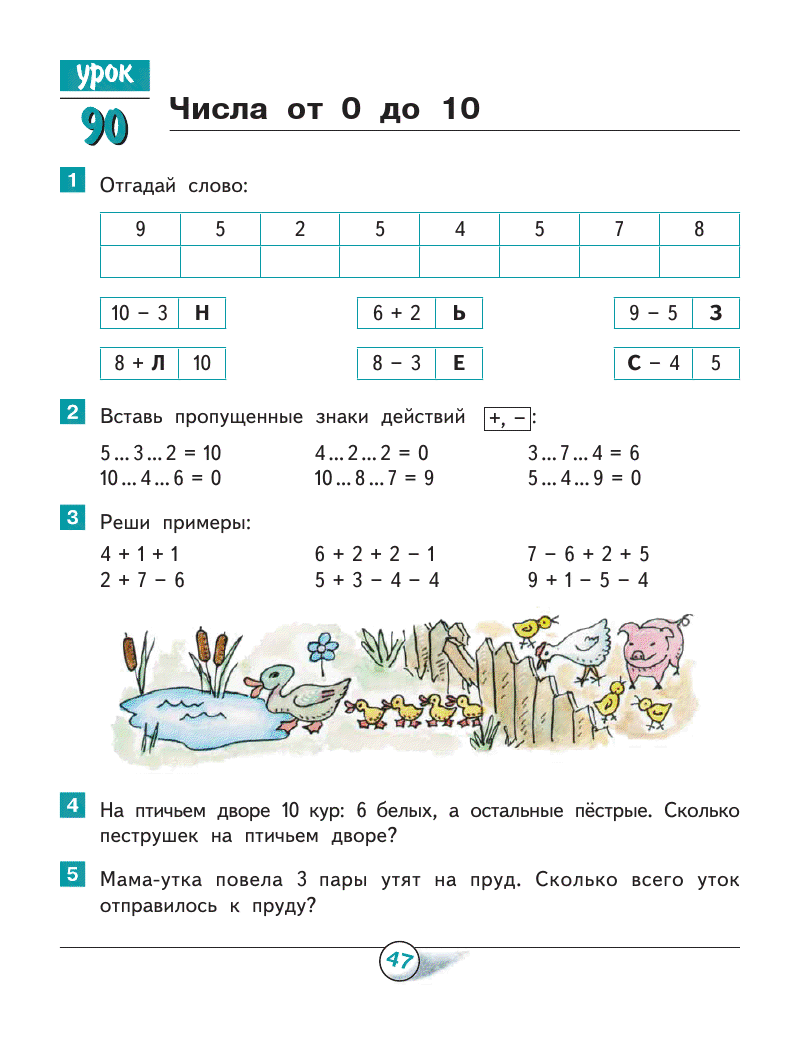 урок
90
Числа от 0 до 10
1 Отгадай слово:
9 5 2 5 4 5 7 8
10 − 3 Н 6 + 2 Ь 9 − 5 З
8 + Л 10 8 − 3 Е С − 4 5
2 Вставь пропущенные знаки действий +, − :
5 ... 3 ... 2 = 10 4 ... 2 ... 2 = 0 3 ... 7 ... 4 = 6
10 ... 4 ... 6 = 0 10 ... 8 ... 7 = 9 5 ... 4 ... 9 = 0
3 Реши примеры:
4 + 1 + 1 6 + 2 + 2 − 1 7 − 6 + 2 + 5
2 + 7 − 6 5 + 3 − 4 − 4 9 + 1 − 5 − 4
4 На птичьем дворе 10 кур: 6 белых, а остальные пёстрые. Сколько
пеструшек на птичьем дворе?
5 Мама-утка повела 3 пары утят на пруд. Сколько всего уток
отправилось к пруду?
47